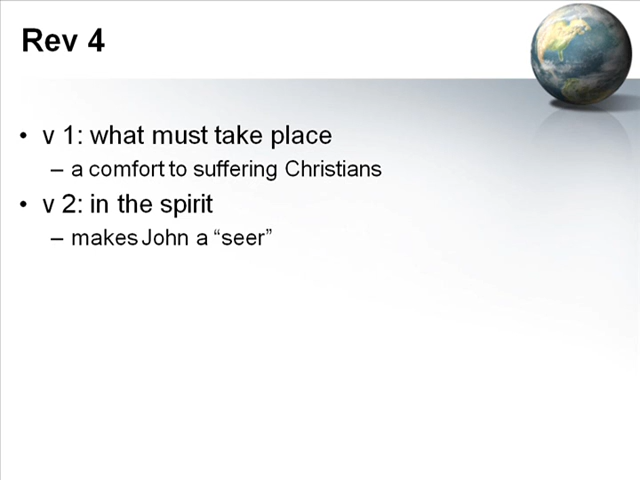 Rev 4
• v 1: what must take place
– a comfort to suffering Christians
• v 2: in the spirit
– makes John a “seer”